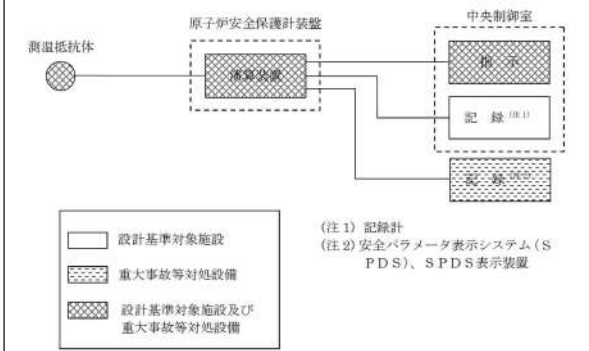 原子炉安全保護計装盤
中央制御室
測温抵抗体
演算装置
指示
記録(注1)
記録(注2)
設計基準対象施設
重大事故等対処設備
設計基準対象施設及び
重大事故等対処設備
(注1) 記録計
(注2)安全パラメータ表示システム(S
PDS)、SPDS表示装置